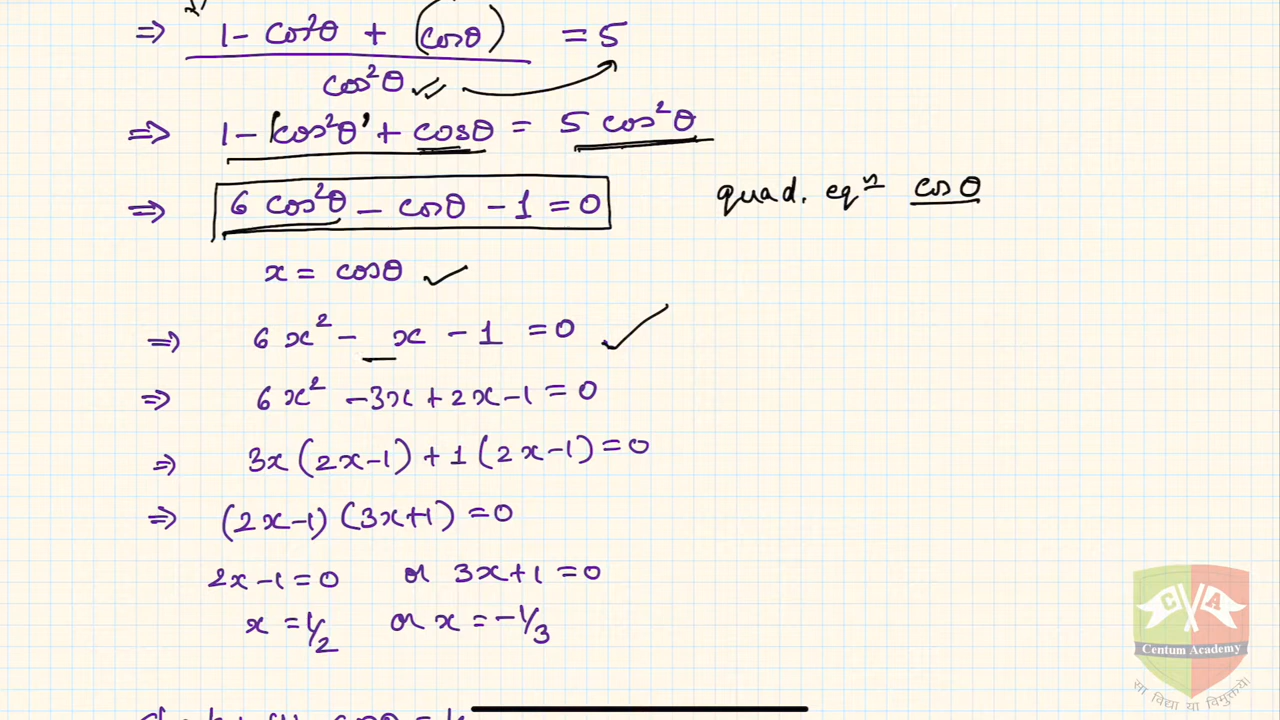 ⇒ 1 - cos²θ + (cosθ) = 5
cos²θ
⇒ 1 - cos²θ + cosθ = 5 cos²θ
⇒ 6 cos²θ - cosθ - 1 = 0 quad. eqⁿ cosθ
x = cosθ
⇒ 6x² - x - 1 = 0
⇒ 6x² - 3x + 2x - 1 = 0
⇒ 3x(2x-1) + 1(2x-1) = 0
⇒ (2x-1)(3x+1) = 0
2x - 1 = 0 or 3x + 1 = 0
x = 1/2 or x = -1/3
C A
Centum Academy
सा विद्या या विमुक्तये।